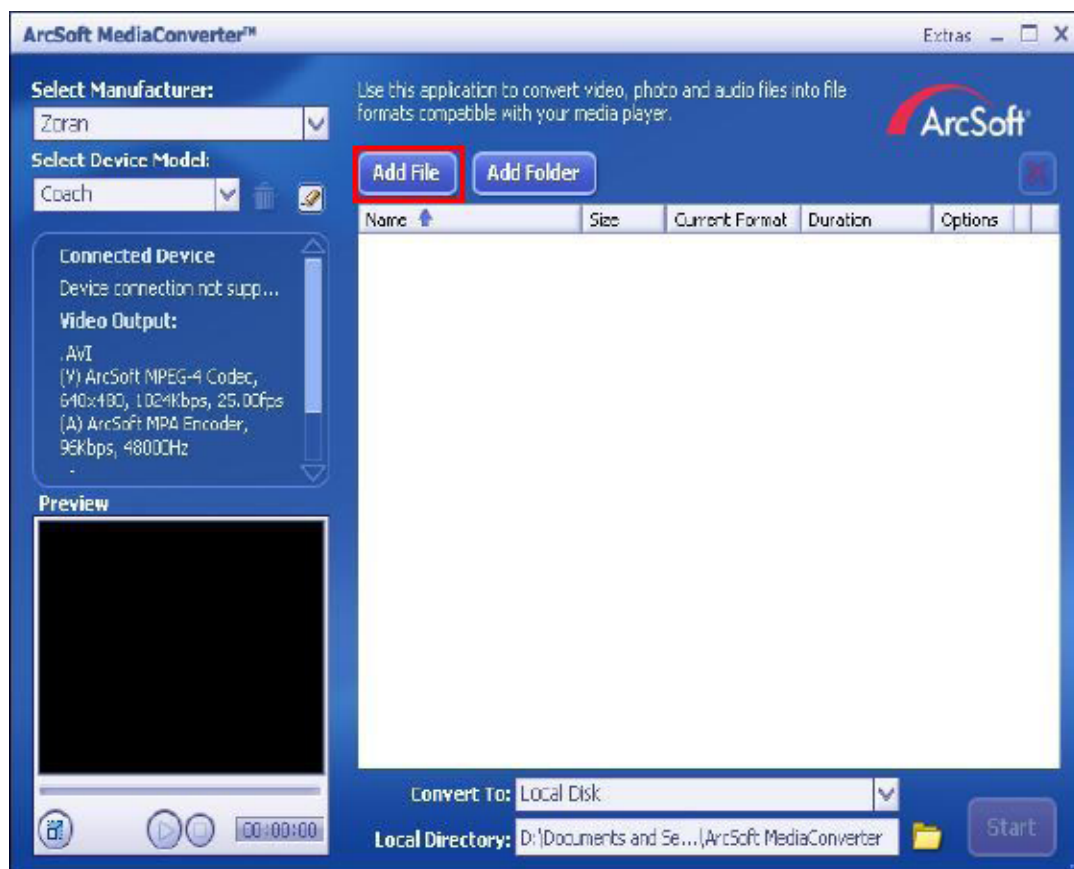 ArcSoft MediaConverter™
Extras
Select Manufacturer:
Zoran
Select Device Model:
Coach
Connected Device
Device connection not supp...
Video Output:
.AVI
(V) ArcSoft MPEG-4 Codec,
640x480, 1024Kbps, 25.00fps
(A) ArcSoft MPA Encoder,
96Kbps, 48000Hz
Preview
00:00:00
Use this application to convert video, photo and audio files into file
formats compatible with your media player.
ArcSoft®
Add File Add Folder
Name Size Current Format Duration Options
Convert To: Local Disk
Local Directory: D:\Documents and Se...\ArcSoft MediaConverter
Start